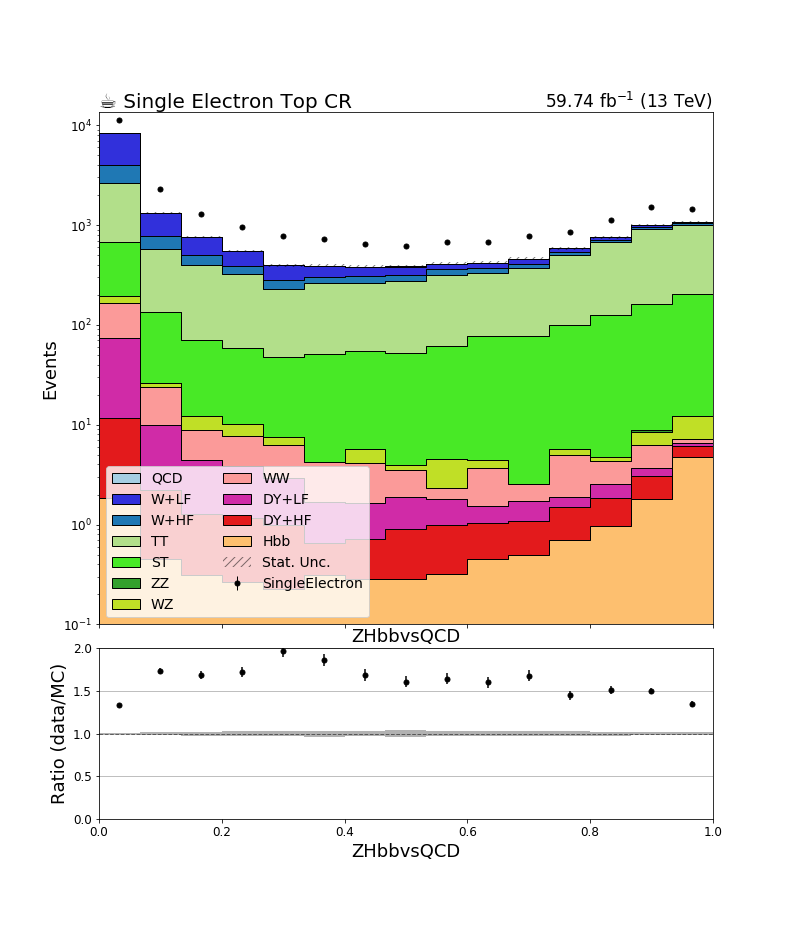 ☕ Single Electron Top CR 59.74 fb⁻¹ (13 TeV)
10⁴
10³
10²
10¹
10⁰
10⁻¹
Events
QCD WW
W+LF DY+LF
W+HF DY+HF
TT Hbb
ST Stat. Unc.
ZZ SingleElectron
WZ
ZHbbvsQCD
2.0
1.5
1.0
0.5
0.0
Ratio (data/MC)
0.0 0.2 0.4 0.6 0.8 1.0
ZHbbvsQCD